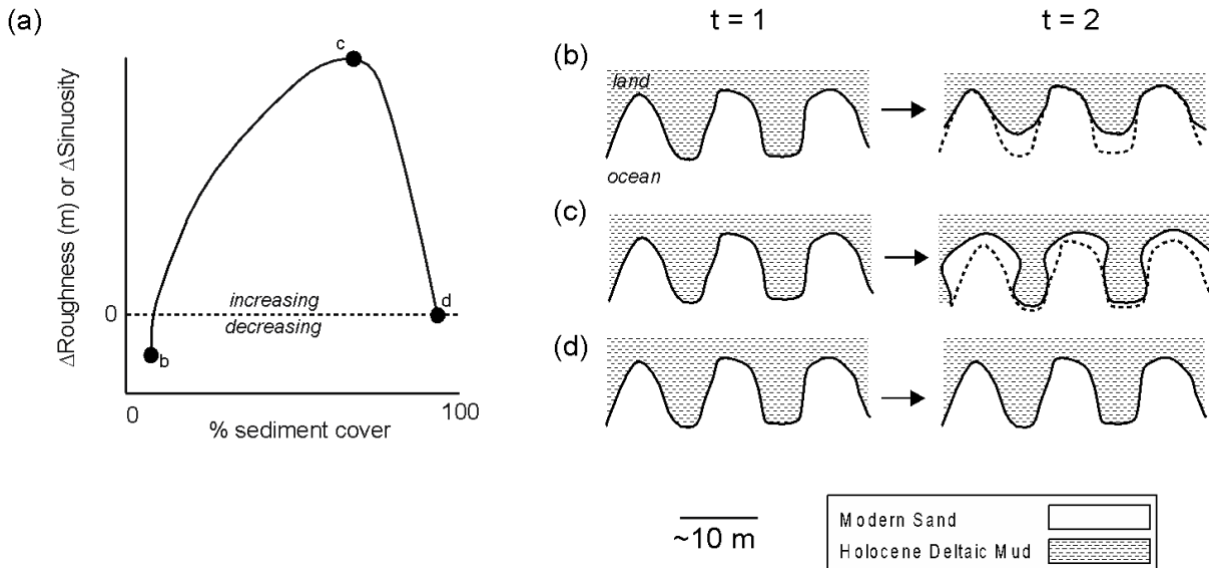 (a)
ΔRoughness (m) or ΔSinuosity
0
increasing
decreasing
b
c
d
0
100
% sediment cover
t = 1
t = 2
(b)
land
ocean
(c)
(d)
~10 m
Modern Sand
Holocene Deltaic Mud